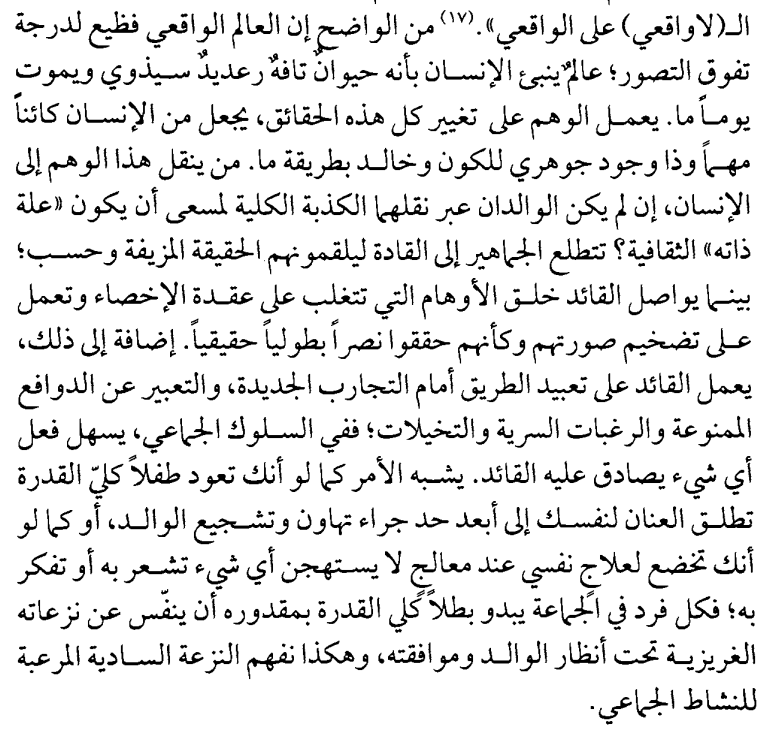 الـ(لاواقعي) على الواقعي».(١٧) من الواضح إن العالم الواقعي فظيع لدرجة
تفوق التصور؛ عالمٌ ينبئ الإنسان بأنه حيوانٌ تافهٌ رعديدٌ سيذوي ويموت
يوماً ما. يعمل الوهم على تغيير كل هذه الحقائق، يجعل من الإنسان كائناً
مهماً وذا وجود جوهري للكون وخالد بطريقة ما. من ينقل هذا الوهم إلى
الإنسان، إن لم يكن الوالدان عبر نقلهما الكذبة الكلية لمسعى أن يكون «علة
ذاته» الثقافية؟ تتطلع الجماهير إلى القادة ليلقمونهم الحقيقة المزيفة وحسب؛
بينما يواصل القائد خلق الأوهام التي تتغلب على عقدة الإخصاء وتعمل
على تضخيم صورتهم وكأنهم حققوا نصراً بطولياً حقيقياً. إضافة إلى ذلك،
يعمل القائد على تعبيد الطريق أمام التجارب الجديدة، والتعبير عن الدوافع
الممنوعة والرغبات السرية والتخيلات؛ ففي السلوك الجماعي، يسهل فعل
أي شيء يصادق عليه القائد. يشبه الأمر كما لو أنك تعود طفلاً كليّ القدرة
تطلق العنان لنفسك إلى أبعد حد جراء تهاون وتشجيع الوالد، أو كما لو
أنك تخضع لعلاجٍ نفسي عند معالجٍ لا يستهجن أي شيء تشعر به أو تفكر
به؛ فكل فرد في الجماعة يبدو بطلاً كلي القدرة بمقدوره أن ينفّس عن نزعاته
الغريزية تحت أنظار الوالد وموافقته، وهكذا نفهم النزعة السادية المرعبة
للنشاط الجماعي.